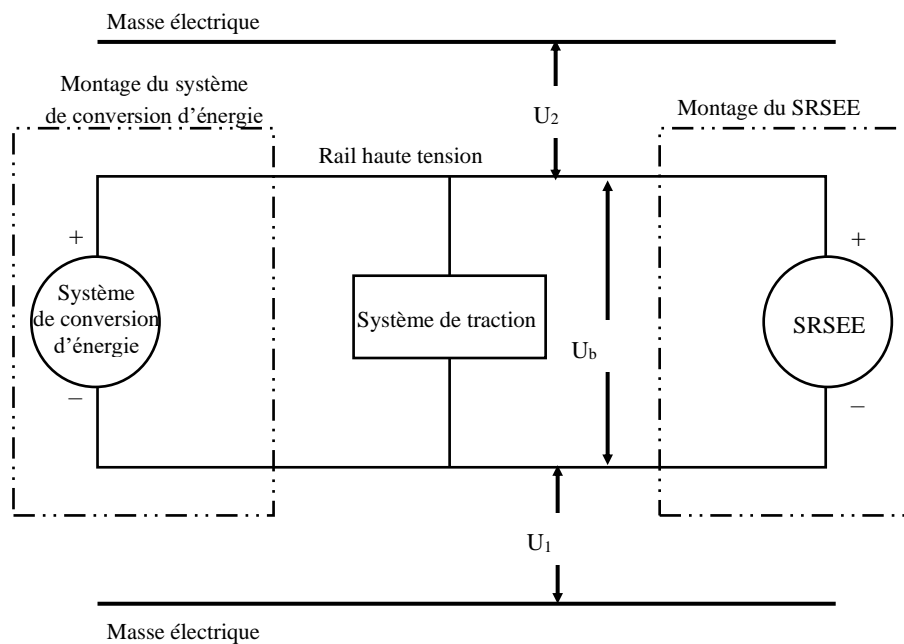 Masse électrique
Montage du système
de conversion d’énergie
U2
Montage du SRSEE
Rail haute tension
+
+
Système
de conversion
d’énergie
Système de traction
SRSEE
Ub
–
–
U1
Masse électrique